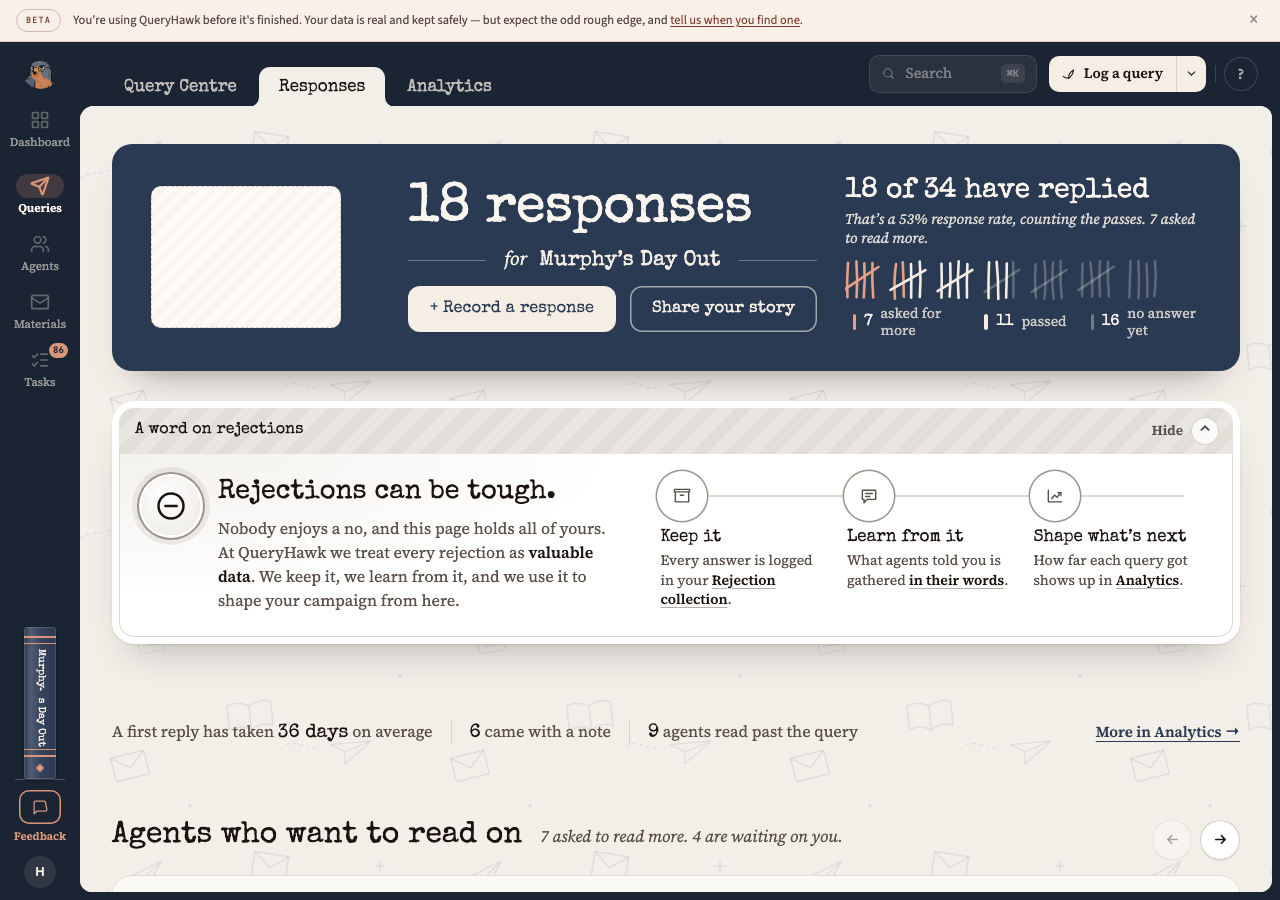 BETA
You're using QueryHawk before it's finished. Your data is real and kept safely — but expect the odd rough edge, and tell us when you find one.
×
Query Centre
Responses
Analytics
Search
⌘K
Log a query
?
Dashboard
Queries
Agents
Materials
86
Tasks
Murphy's Day Out
Feedback
H
18 responses
for Murphy's Day Out
+ Record a response
Share your story
18 of 34 have replied
That's a 53% response rate, counting the passes. 7 asked
to read more.
7 asked for
more
11 passed
16 no answer
yet
A word on rejections
Hide
Rejections can be tough.
Nobody enjoys a no, and this page holds all of yours.
At QueryHawk we treat every rejection as valuable
data. We keep it, we learn from it, and we use it to
shape your campaign from here.
Keep it
Every answer is logged
in your Rejection
collection.
Learn from it
What agents told you is
gathered in their words.
Shape what's next
How far each query got
shows up in Analytics.
A first reply has taken 36 days on average
6 came with a note
9 agents read past the query
More in Analytics →
Agents who want to read on
7 asked to read more. 4 are waiting on you.
← →